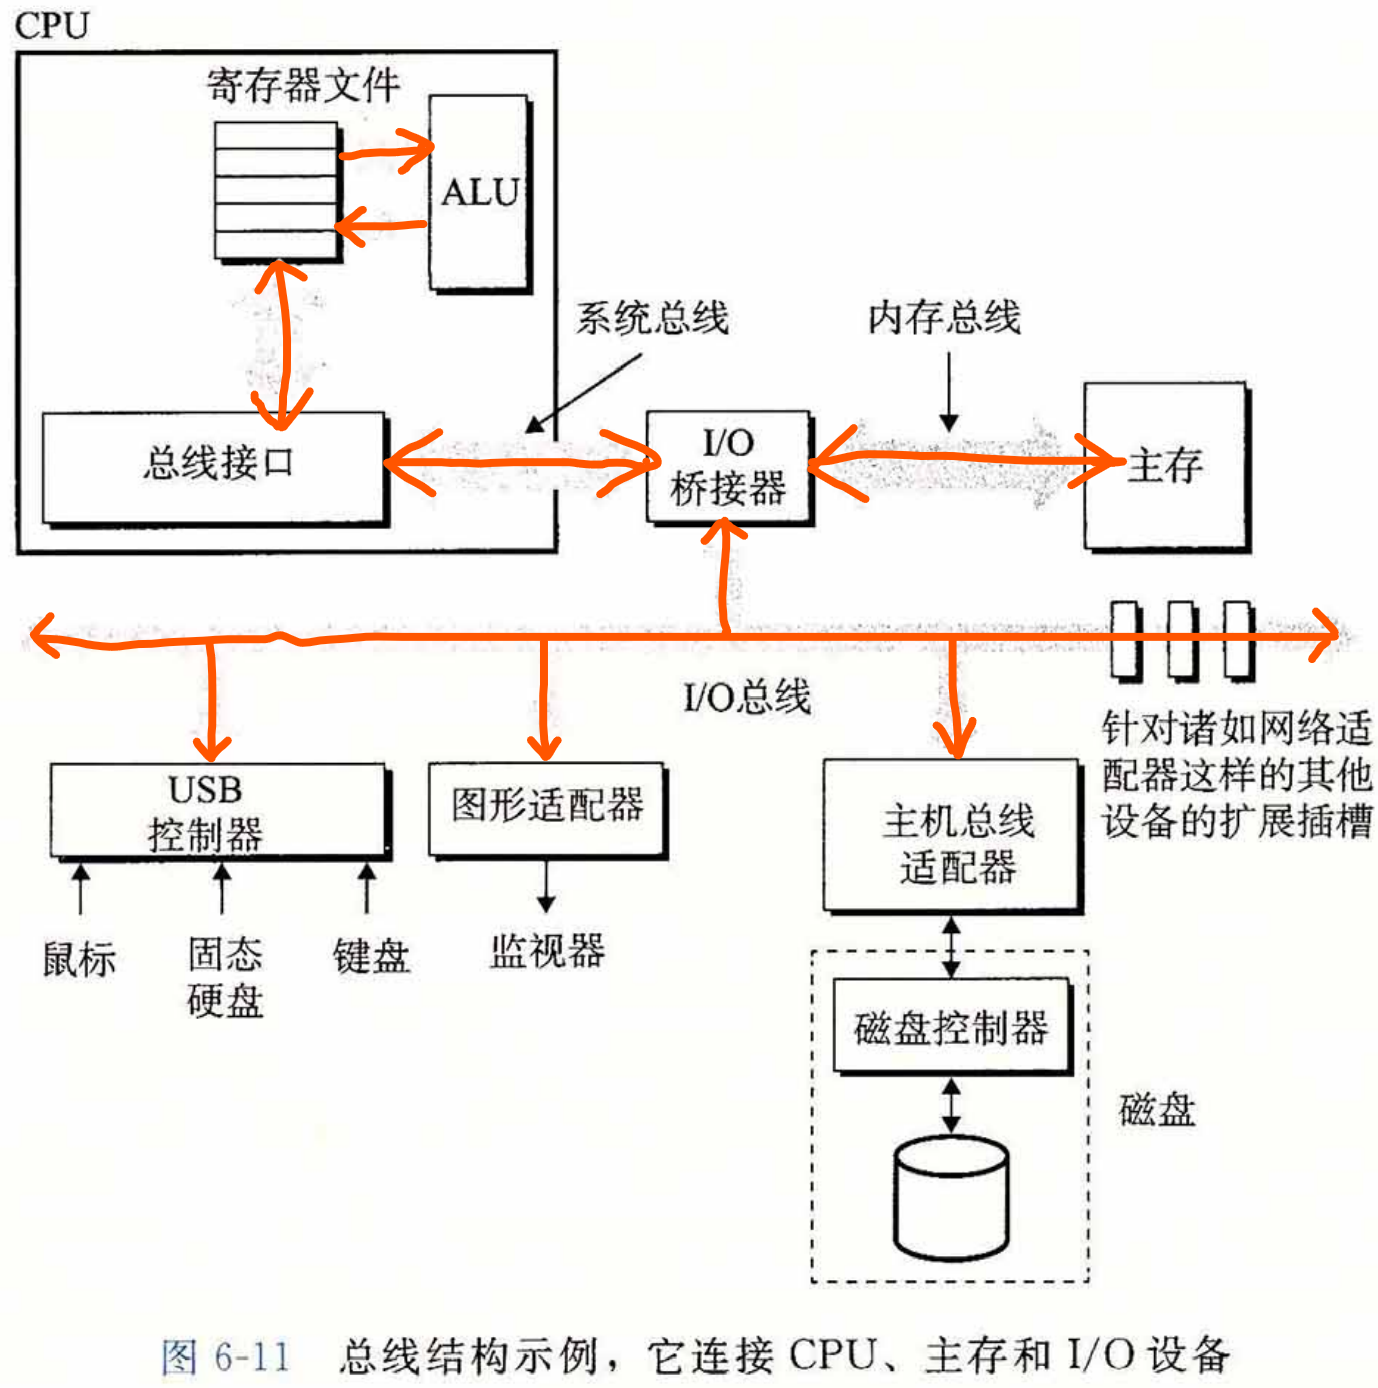 CPU
寄存器文件
ALU
系统总线
内存总线
总线接口
I/O
桥接器
主存
I/O总线
针对诸如网络适
配器这样的其他
设备的扩展插槽
USB
控制器
图形适配器
主机总线
适配器
鼠标
固态
硬盘
键盘
监视器
磁盘控制器
磁盘
图 6-11 总线结构示例，它连接 CPU、主存和 I/O 设备